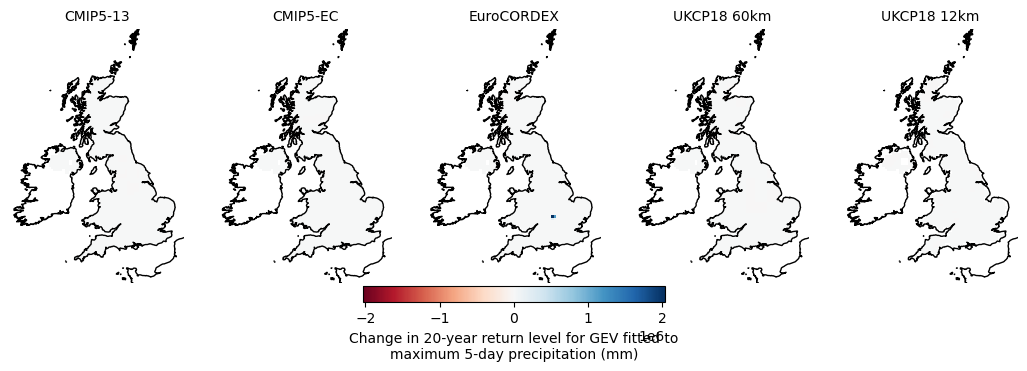 CMIP5-13 CMIP5-EC EuroCORDEX UKCP18 60km UKCP18 12km
−2 −1 0 1 2
1e6
Change in 20-year return level for GEV fitted to
maximum 5-day precipitation (mm)